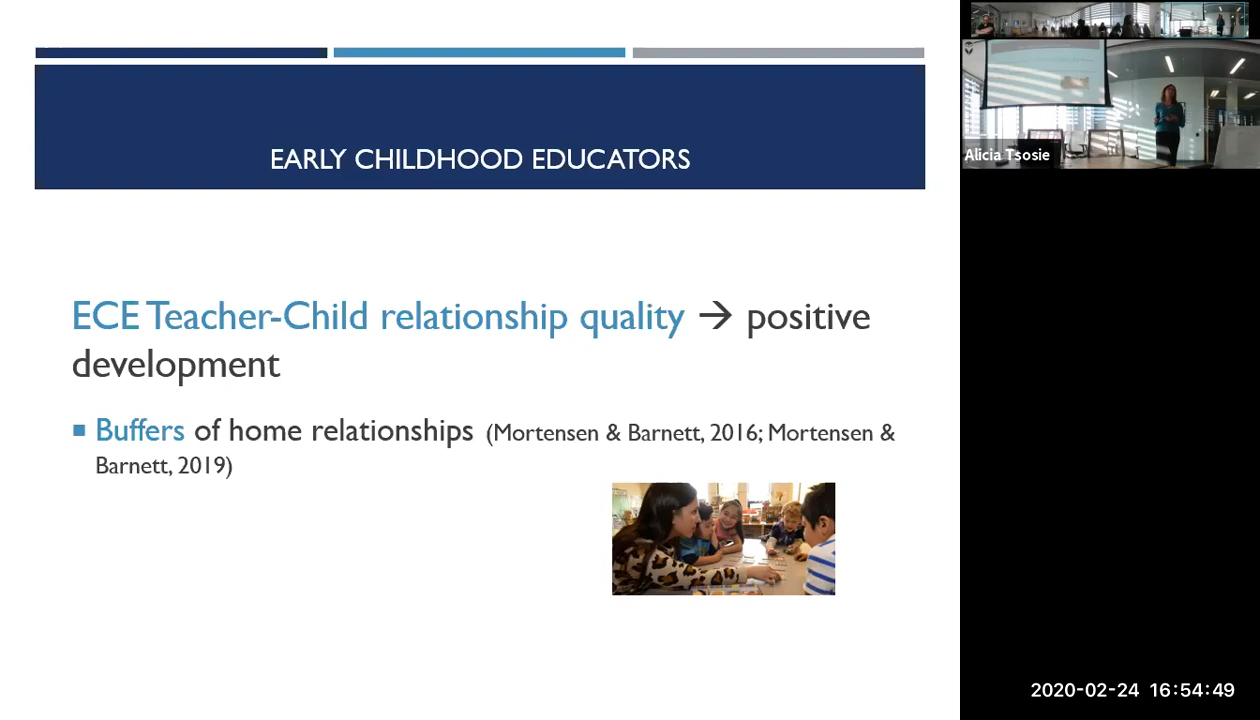 EARLY CHILDHOOD EDUCATORS
ECE Teacher-Child relationship quality → positive
development
■ Buffers of home relationships (Mortensen & Barnett, 2016; Mortensen &
Barnett, 2019)
Alicia Tsosie
2020-02-24 16:54:49